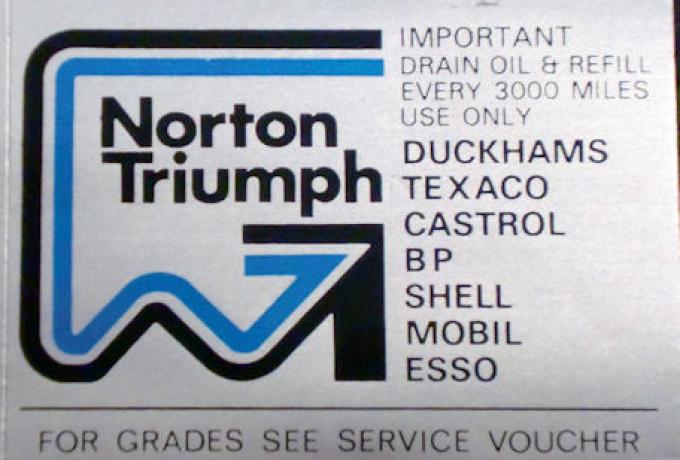 Norton
Triumph
IMPORTANT
DRAIN OIL & REFILL
EVERY 3000 MILES
USE ONLY
DUCKHAMS
TEXACO
CASTROL
BP
SHELL
MOBIL
ESSO
FOR GRADES SEE SERVICE VOUCHER